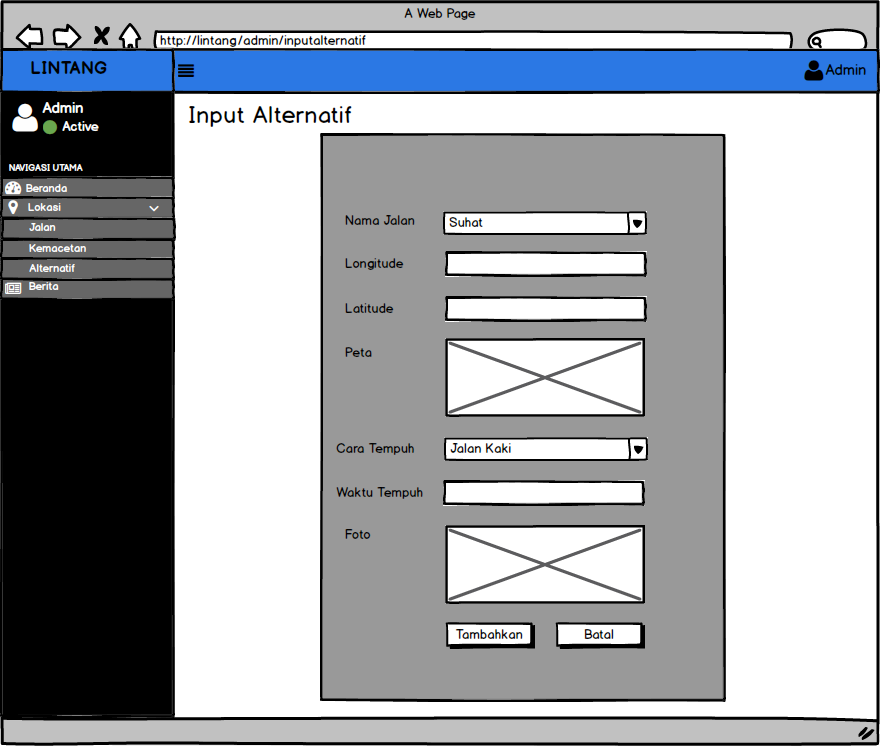 A Web Page
http://lintang/admin/inputalternatif
LINTANG
Admin
Admin
Active
Input Alternatif
NAVIGASI UTAMA
Beranda
Lokasi
Jalan
Kemacetan
Alternatif
Berita
Nama Jalan
Suhat
Longitude
Latitude
Peta
Cara Tempuh
Jalan Kaki
Waktu Tempuh
Foto
Tambahkan
Batal